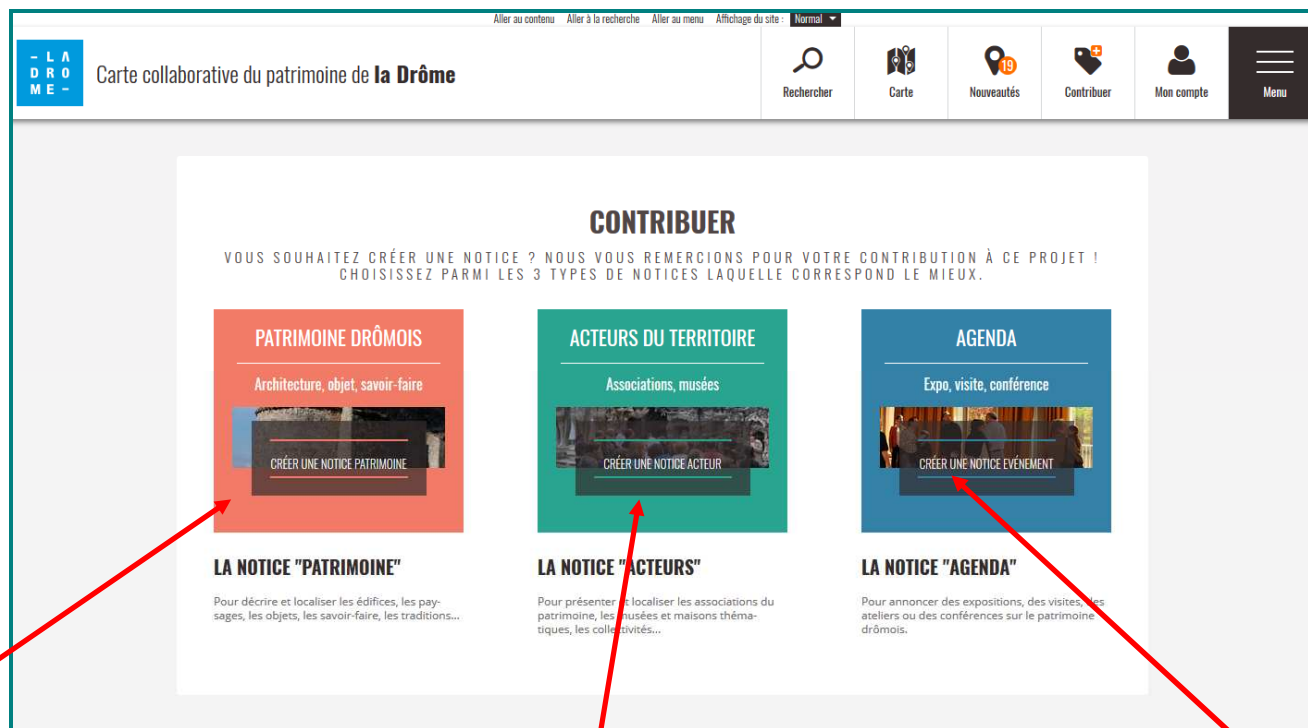 Aller au contenu Aller à la recherche Aller au menu Affichage du site : Normal
- L A
D R O
M E -
Carte collaborative du patrimoine de la Drôme
Rechercher
Carte
19
Nouveautés
Contribuer
Mon compte
Menu
CONTRIBUER
VOUS SOUHAITEZ CRÉER UNE NOTICE ? NOUS VOUS REMERCIONS POUR VOTRE CONTRIBUTION À CE PROJET !
CHOISISSEZ PARMI LES 3 TYPES DE NOTICES LAQUELLE CORRESPOND LE MIEUX.
PATRIMOINE DRÔMOIS
Architecture, objet, savoir-faire
CRÉER UNE NOTICE PATRIMOINE
LA NOTICE "PATRIMOINE"
Pour décrire et localiser les édifices, les pay-
sages, les objets, les savoir-faire, les traditions...
ACTEURS DU TERRITOIRE
Associations, musées
CRÉER UNE NOTICE ACTEUR
LA NOTICE "ACTEURS"
Pour présenter et localiser les associations du
patrimoine, les musées et maisons théma-
tiques, les collectivités...
AGENDA
Expo, visite, conférence
CRÉER UNE NOTICE EVÉNEMENT
LA NOTICE "AGENDA"
Pour annoncer des expositions, des visites, des
ateliers ou des conférences sur le patrimoine
drômois.